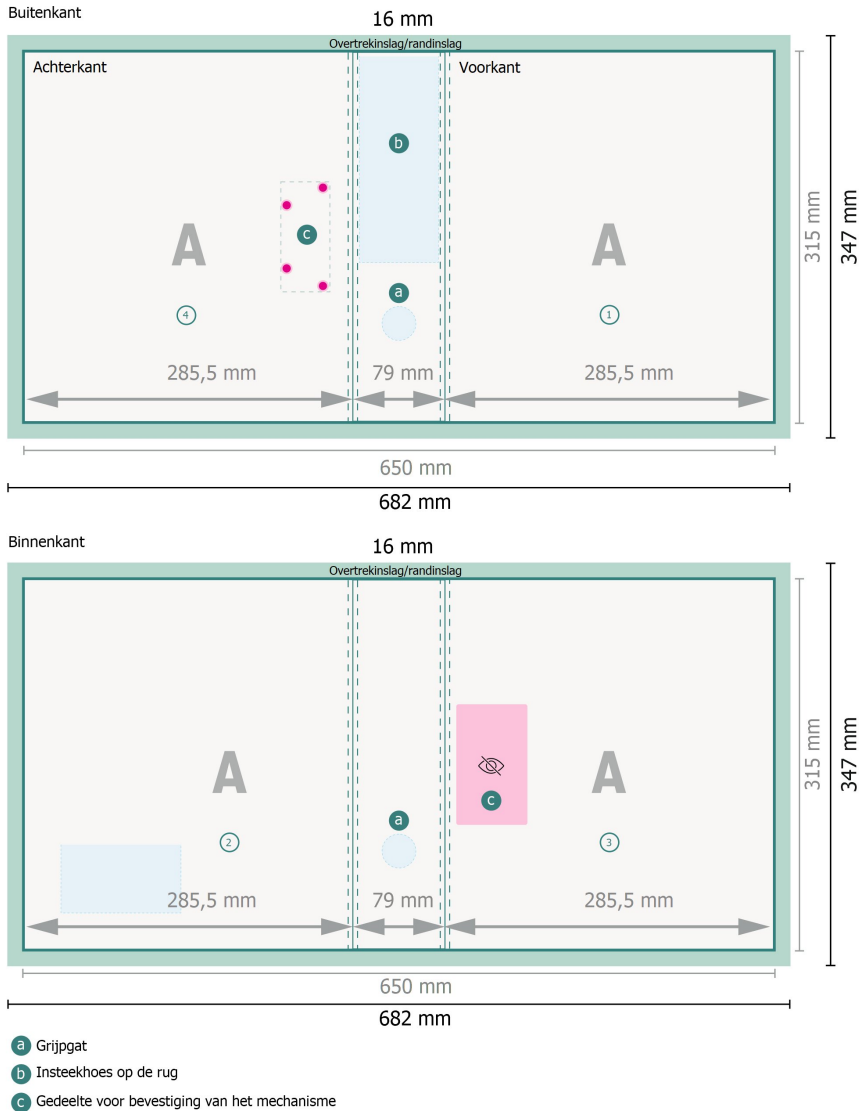 Buitenkant
16 mm
Overtrekinslag/randinslag
Achterkant
Voorkant
b
A
c
A
a
4
1
285,5 mm
79 mm
285,5 mm
315 mm
347 mm
650 mm
682 mm
Binnenkant
16 mm
Overtrekinslag/randinslag
A
A
c
a
2
3
285,5 mm
79 mm
285,5 mm
315 mm
347 mm
650 mm
682 mm
a Grijpgat
b Insteekhoes op de rug
c Gedeelte voor bevestiging van het mechanisme